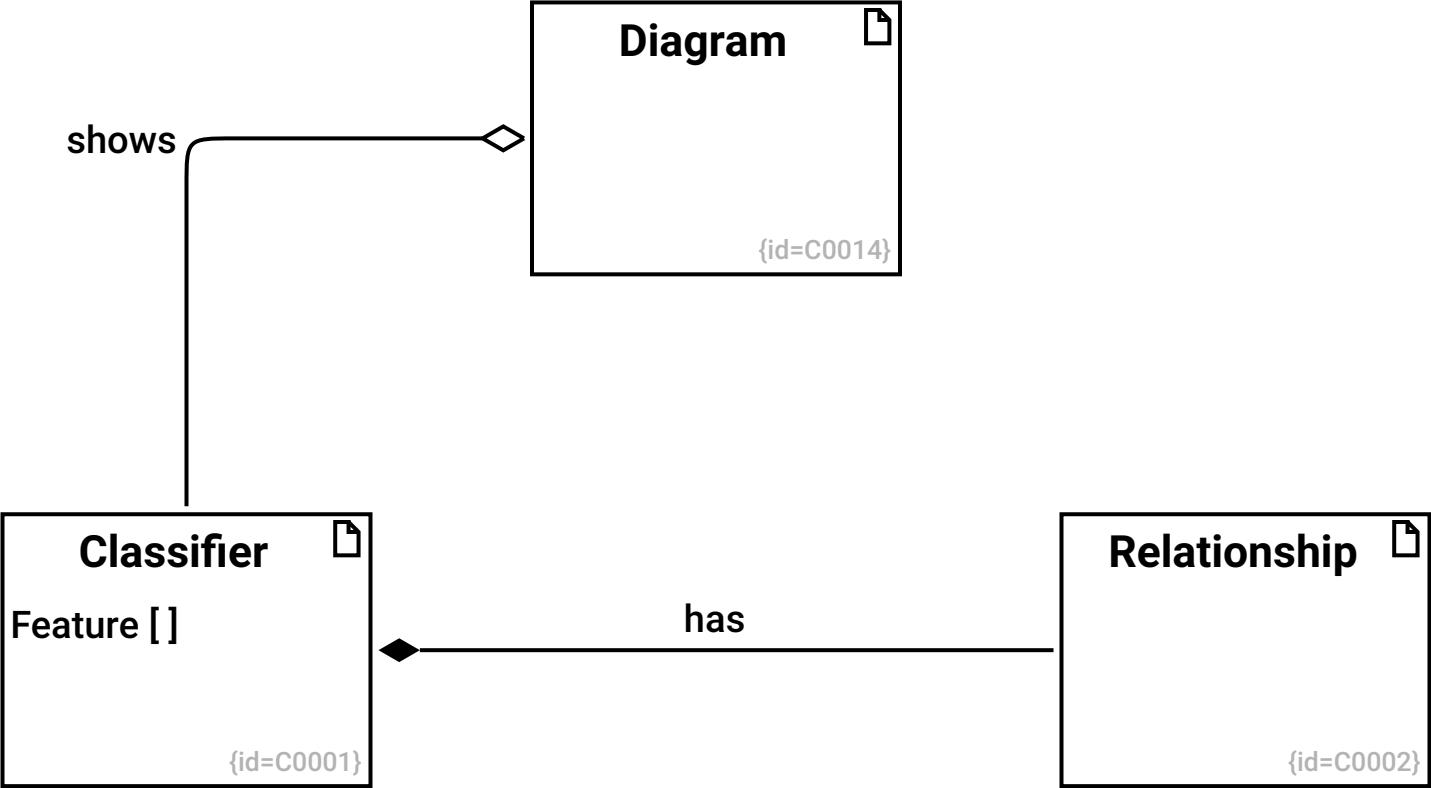 Diagram
shows
{id=C0014}
Classifier
Relationship
Feature [ ]
has
{id=C0001}
{id=C0002}